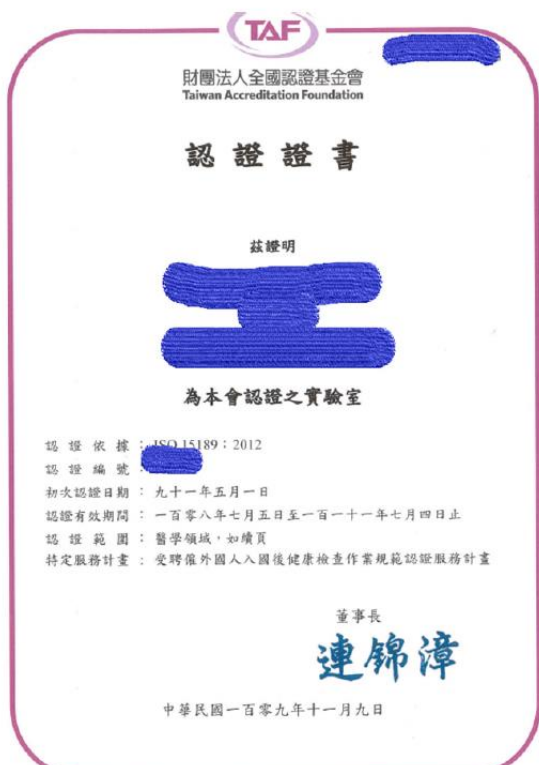 TAF
財團法人全國認證基金會
Taiwan Accreditation Foundation
認證證書
茲證明
為本會認證之實驗室
認證依據：ISO 15189：2012
認證編號：
初次認證日期：九十一年五月一日
認證有效期間：一百零八年七月五日至一百一十一年七月四日止
認證範圍：醫學領域，如續頁
特定服務計畫：受聘僱外國人入國後健康檢查作業規範認證服務計畫
董事長
連錦漳
中華民國一百零九年十一月九日